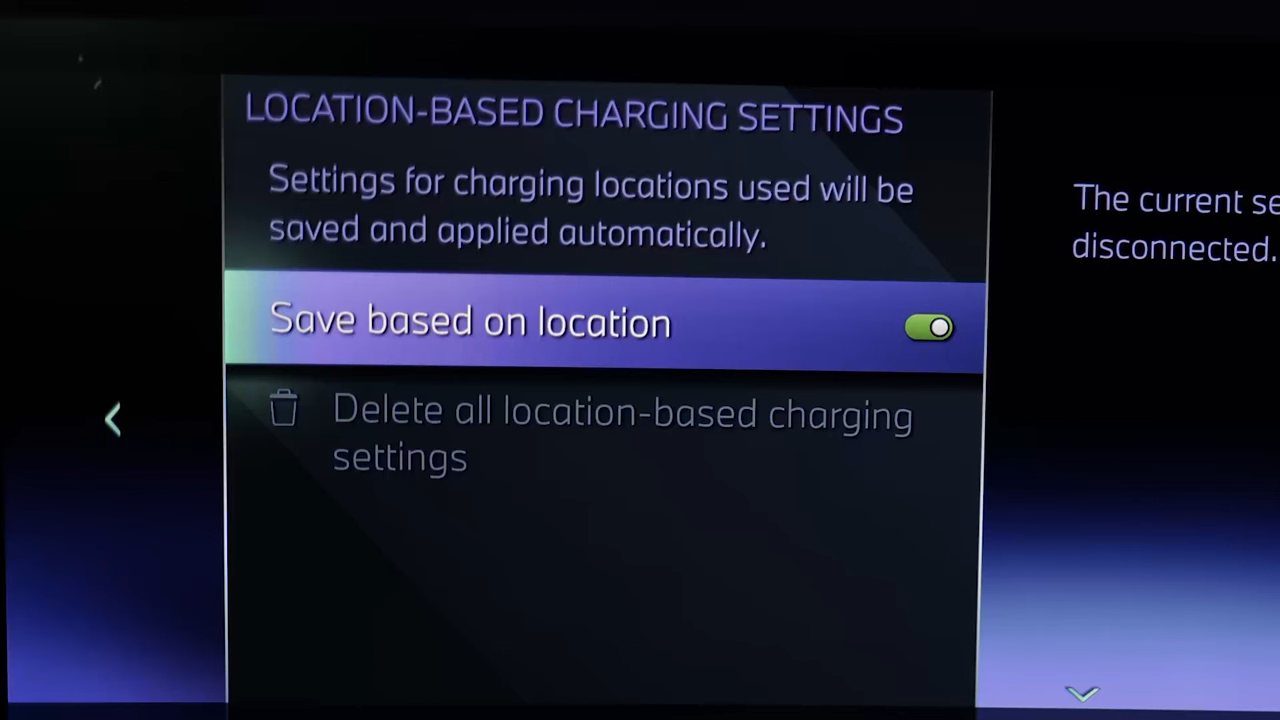 LOCATION-BASED CHARGING SETTINGS
Settings for charging locations used will be
saved and applied automatically.
Save based on location
Delete all location-based charging
settings
The current
disconnected.